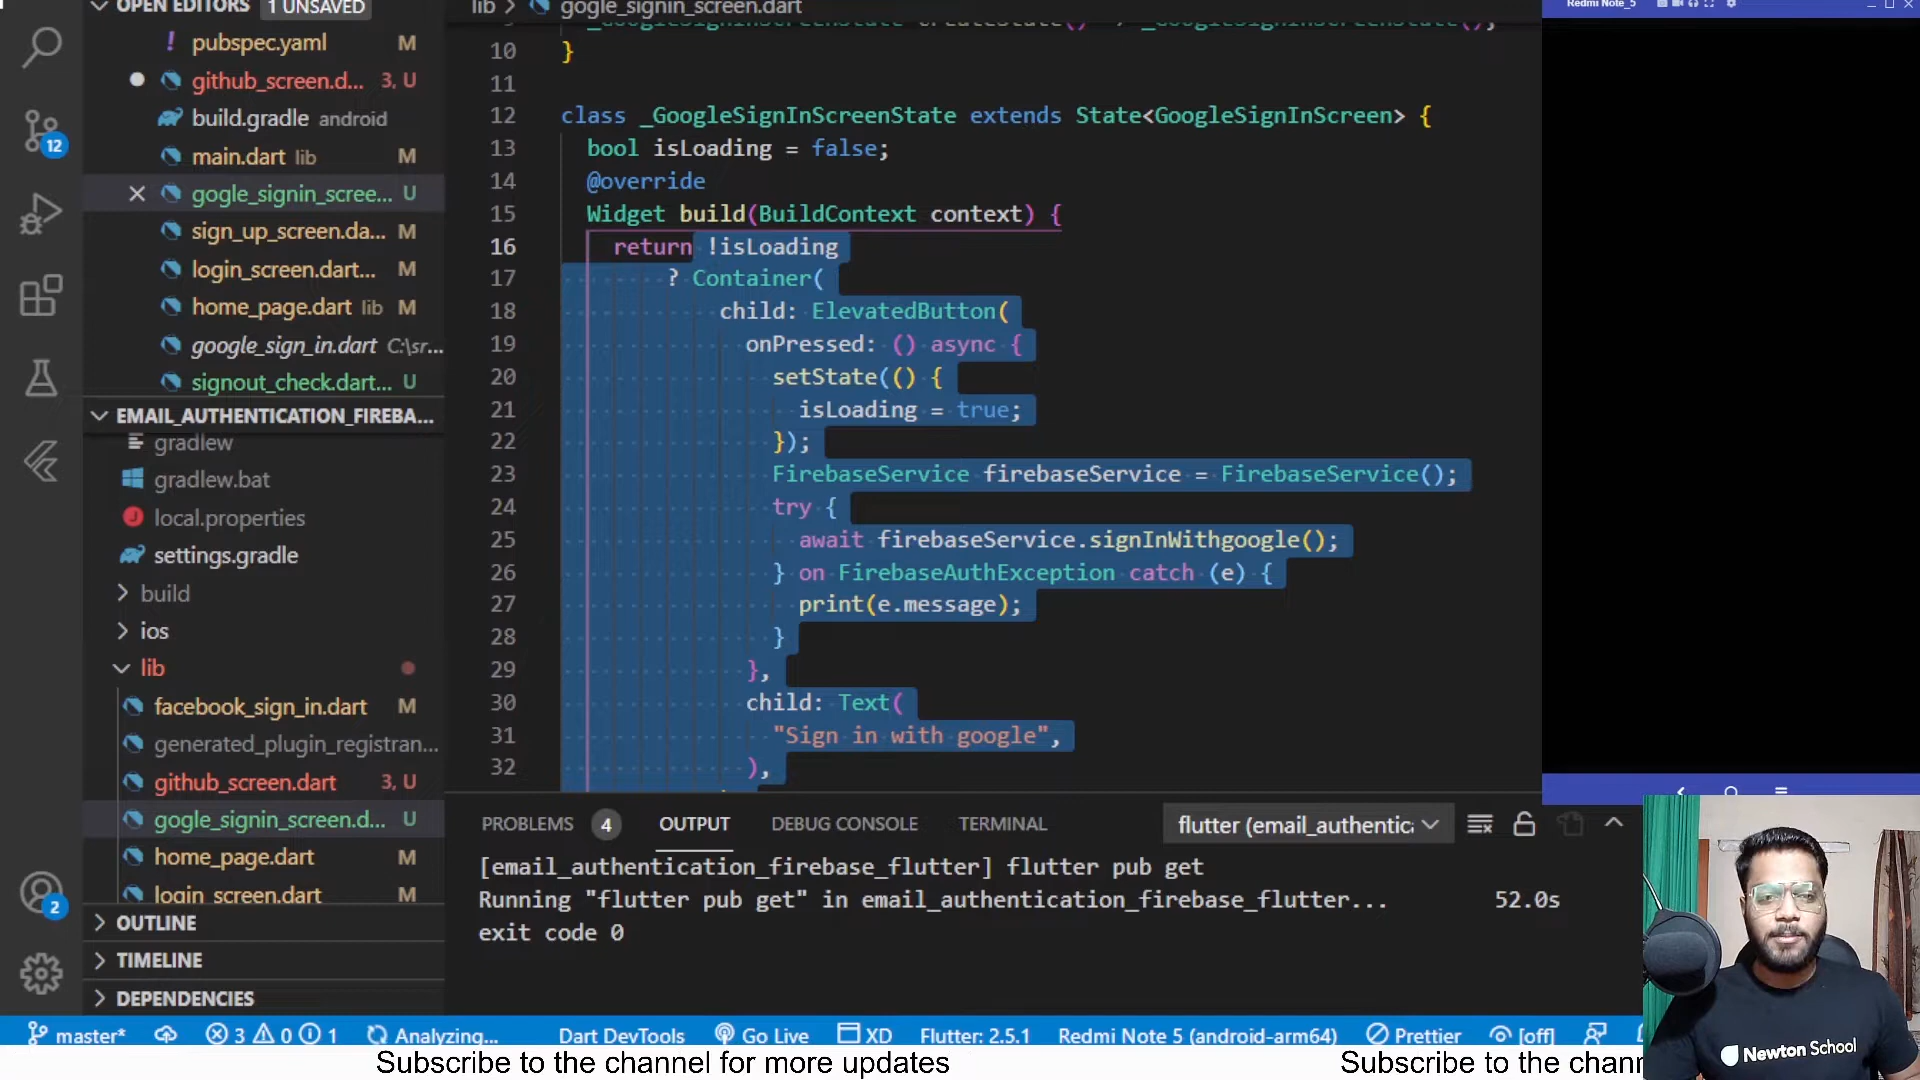 OPEN EDITORS 1 UNSAVED
pubspec.yaml M
github_screen.d... 3, U
build.gradle android
main.dart lib M
gogle_signin_scree... U
sign_up_screen.da... M
login_screen.dart... M
home_page.dart lib M
google_sign_in.dart C:\sr...
signout_check.dart... U
EMAIL_AUTHENTICATION_FIREBA...
gradlew
gradlew.bat
local.properties
settings.gradle
build
ios
lib
facebook_sign_in.dart M
generated_plugin_registran...
github_screen.dart 3, U
gogle_signin_screen.d... U
home_page.dart M
login_screen.dart M
OUTLINE
TIMELINE
DEPENDENCIES
12
2
lib > gogle_signin_screen.dart
10 }
11
12 class _GoogleSignInScreenState extends State<GoogleSignInScreen> {
13 bool isLoading = false;
14 @override
15 Widget build(BuildContext context) {
16 return !isLoading
17 ? Container(
18 child: ElevatedButton(
19 onPressed: () async {
20 setState(() {
21 isLoading = true;
22 });
23 FirebaseService firebaseService = FirebaseService();
24 try {
25 await firebaseService.signInWithgoogle();
26 } on FirebaseAuthException catch (e) {
27 print(e.message);
28 }
29 },
30 child: Text(
31 "Sign in with google",
32 ),
PROBLEMS 4 OUTPUT DEBUG CONSOLE TERMINAL flutter (email_authentic
[email_authentication_firebase_flutter] flutter pub get
Running "flutter pub get" in email_authentication_firebase_flutter... 52.0s
exit code 0
Redmi Note_5
Newton School
master* 3 0 1 Analyzing... Dart DevTools Go Live XD Flutter: 2.5.1 Redmi Note 5 (android-arm64) Prettier [off]
Subscribe to the channel for more updates Subscribe to the chann